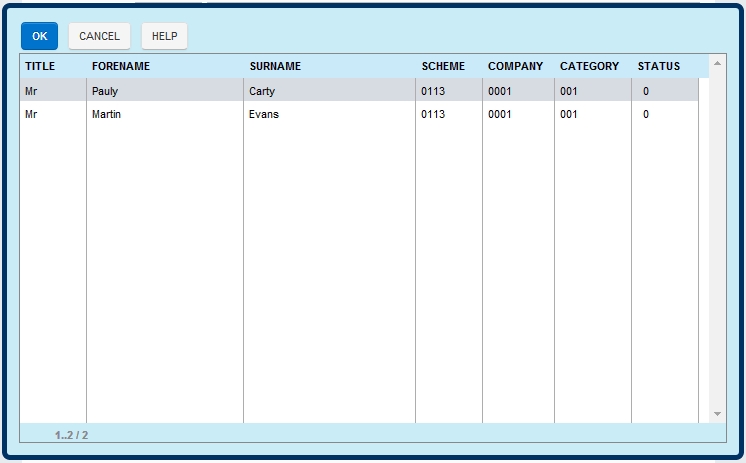 OK CANCEL HELP
TITLE FORENAME SURNAME SCHEME COMPANY CATEGORY STATUS
Mr Pauly Carty 0113 0001 001 0
Mr Martin Evans 0113 0001 001 0
1..2 / 2